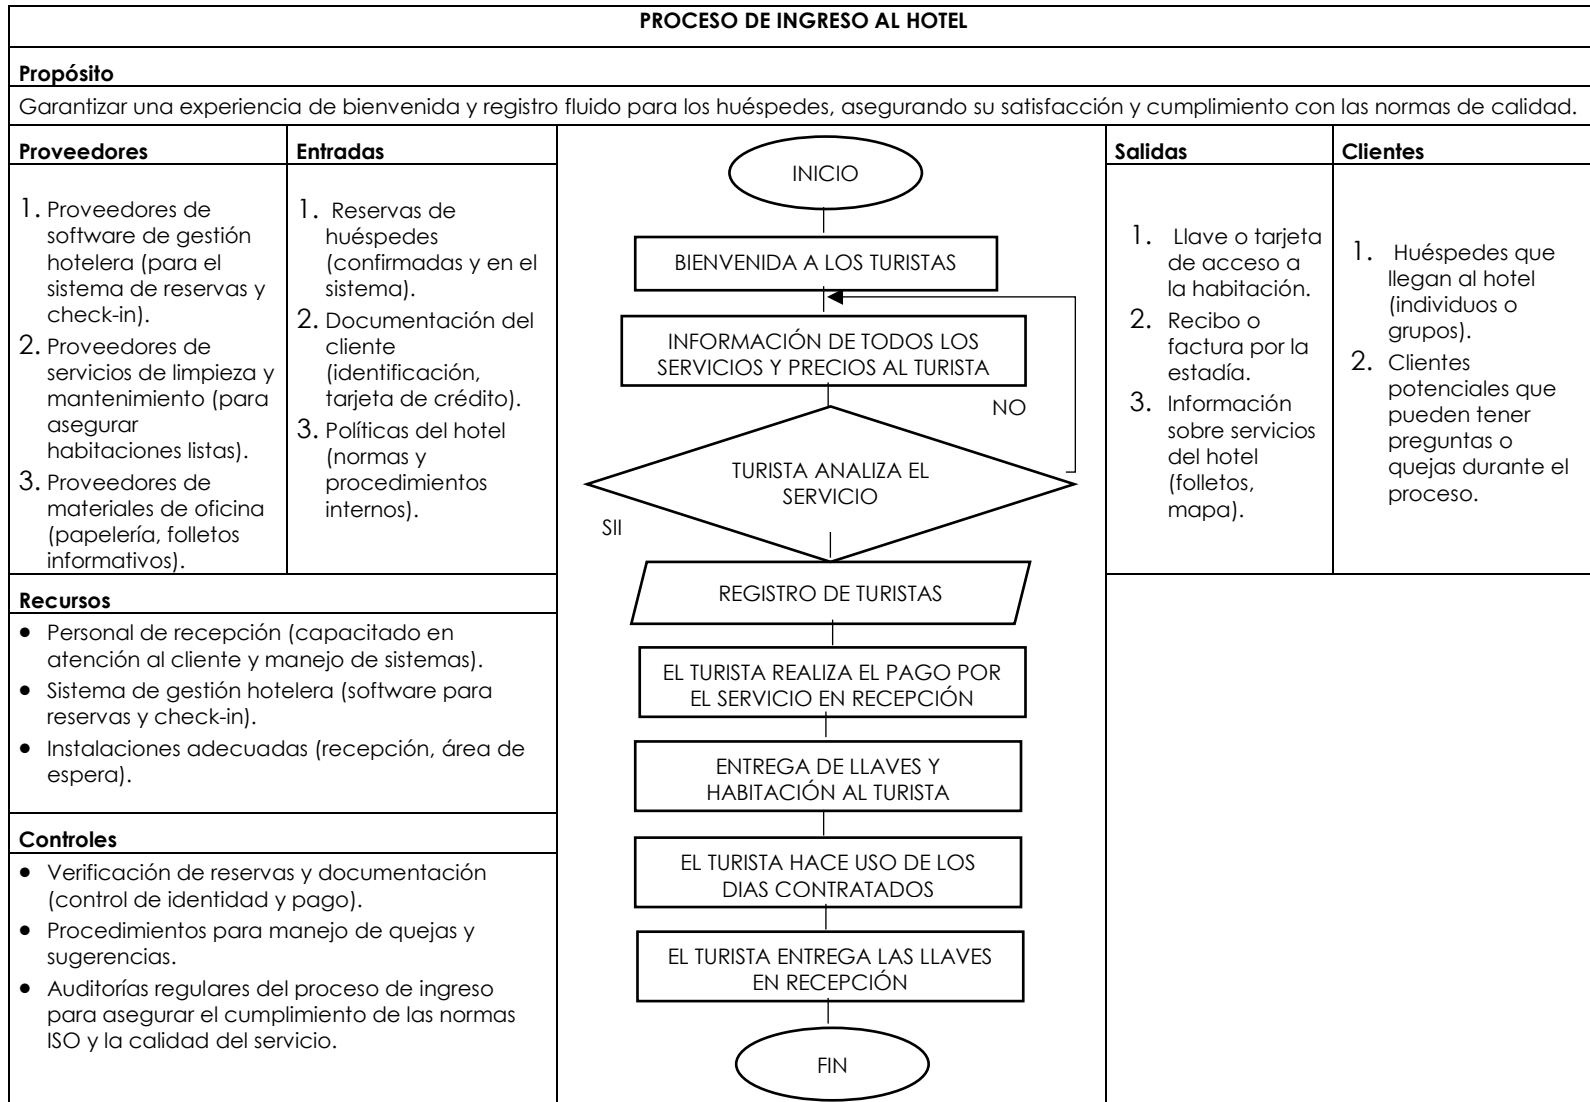 PROCESO DE INGRESO AL HOTEL
Propósito
Garantizar una experiencia de bienvenida y registro fluido para los huéspedes, asegurando su satisfacción y cumplimiento con las normas de calidad.
Proveedores
1. Proveedores de
software de gestión
hotelera (para el
sistema de reservas y
check-in).
2. Proveedores de
servicios de limpieza y
mantenimiento (para
asegurar
habitaciones listas).
3. Proveedores de
materiales de oficina
(papelería, folletos
informativos).
Entradas
1. Reservas de
huéspedes
(confirmadas y en el
sistema).
2. Documentación del
cliente
(identificación,
tarjeta de crédito).
3. Políticas del hotel
(normas y
procedimientos
internos).
Recursos
• Personal de recepción (capacitado en
atención al cliente y manejo de sistemas).
• Sistema de gestión hotelera (software para
reservas y check-in).
• Instalaciones adecuadas (recepción, área de
espera).
Controles
• Verificación de reservas y documentación
(control de identidad y pago).
• Procedimientos para manejo de quejas y
sugerencias.
• Auditorías regulares del proceso de ingreso
para asegurar el cumplimiento de las normas
ISO y la calidad del servicio.
INICIO
BIENVENIDA A LOS TURISTAS
INFORMACIÓN DE TODOS LOS
SERVICIOS Y PRECIOS AL TURISTA
NO
TURISTA ANALIZA EL
SERVICIO
SII
REGISTRO DE TURISTAS
EL TURISTA REALIZA EL PAGO POR
EL SERVICIO EN RECEPCIÓN
ENTREGA DE LLAVES Y
HABITACIÓN AL TURISTA
EL TURISTA HACE USO DE LOS
DIAS CONTRATADOS
EL TURISTA ENTREGA LAS LLAVES
EN RECEPCIÓN
FIN
Salidas
1. Llave o tarjeta
de acceso a
la habitación.
2. Recibo o
factura por la
estadía.
3. Información
sobre servicios
del hotel
(folletos,
mapa).
Clientes
1. Huéspedes que
llegan al hotel
(individuos o
grupos).
2. Clientes
potenciales que
pueden tener
preguntas o
quejas durante el
proceso.